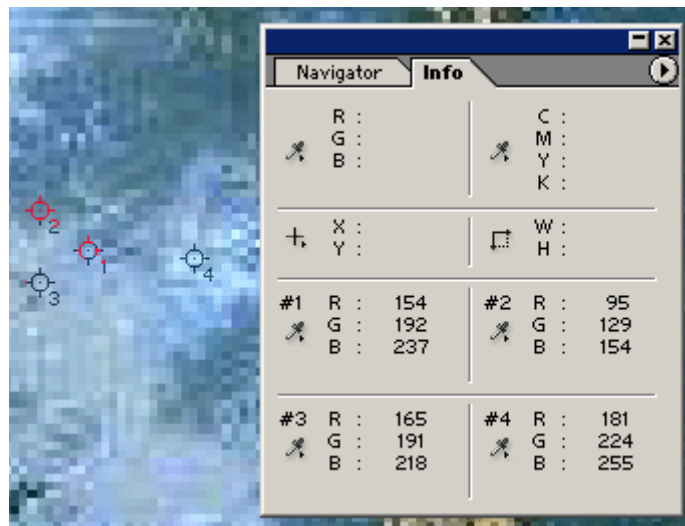 Navigator Info
R : C :
G : M :
B : Y :
K :
X : W :
Y : H :
#1 R : 154 #2 R : 95
G : 192 G : 129
B : 237 B : 154
#3 R : 165 #4 R : 181
G : 191 G : 224
B : 218 B : 255
2
1
4
3